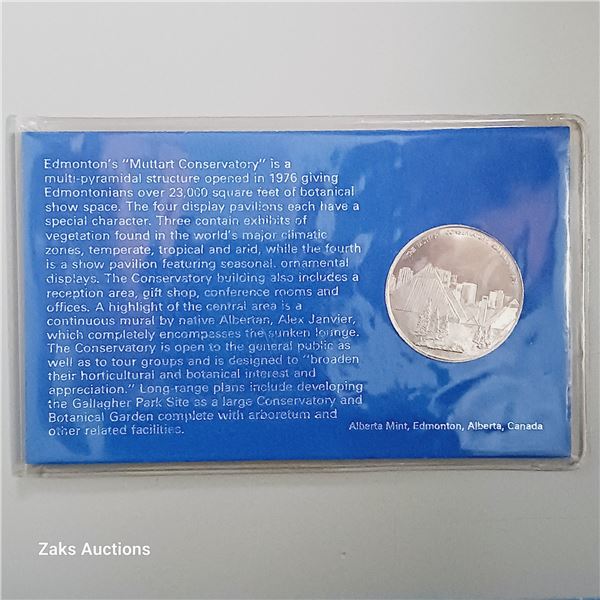 Edmonton's "Muttart Conservatory" is a
multi-pyramidal structure opened in 1976 giving
Edmontonians over 23,000 square feet of botanical
show space. The four display pavilions each have a
special character. Three contain exhibits of
vegetation found in the world's major climatic
zones, temperate, tropical and arid, while the fourth
is a show pavilion featuring seasonal, ornamental
displays. The Conservatory building also includes a
reception area, gift shop, conference rooms and
offices. A highlight of the central area is a
continuous mural by native Albertan, Alex Janvier,
which completely encompasses the sunken lounge.
The Conservatory is open to the general public as
well as to tour groups and is designed to "broaden
their horticultural and botanical interest and
appreciation." Long-range plans include developing
the Gallagher Park Site as a large Conservatory and
Botanical Garden complete with arboretum and
other related facilities.
Alberta Mint, Edmonton, Alberta, Canada
Zaks Auctions